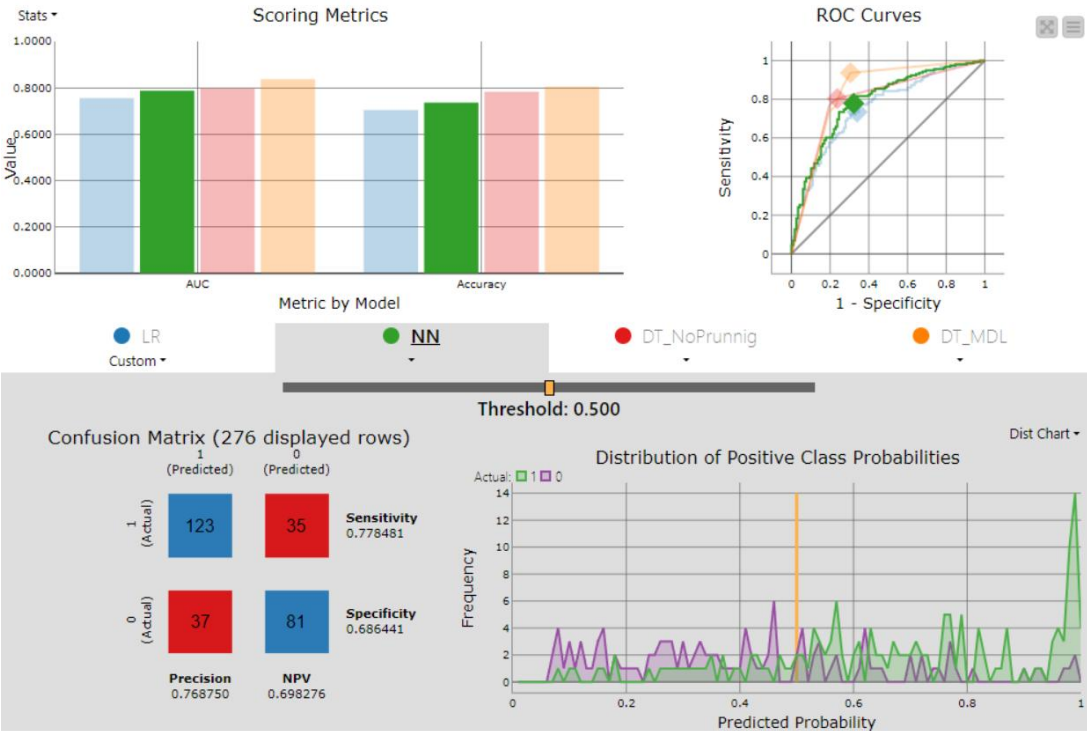 Stats ▾
Scoring Metrics
1.0000
0.8000
0.6000
0.4000
0.2000
0.0000
Value
AUC
Accuracy
Metric by Model
ROC Curves
1
0.8
0.6
0.4
0.2
0
Sensitivity
0 0.2 0.4 0.6 0.8 1
1 - Specificity
LR
Custom ▾
NN
DT_NoPrunnig
DT_MDL
Threshold: 0.500
Confusion Matrix (276 displayed rows)
1
(Predicted)
0
(Predicted)
1
(Actual)
123
35
Sensitivity
0.778481
0
(Actual)
37
81
Specificity
0.686441
Precision
0.768750
NPV
0.698276
Dist Chart ▾
Distribution of Positive Class Probabilities
Actual: 1 0
14
12
10
8
6
4
2
0
Frequency
0 0.2 0.4 0.6 0.8 1
Predicted Probability